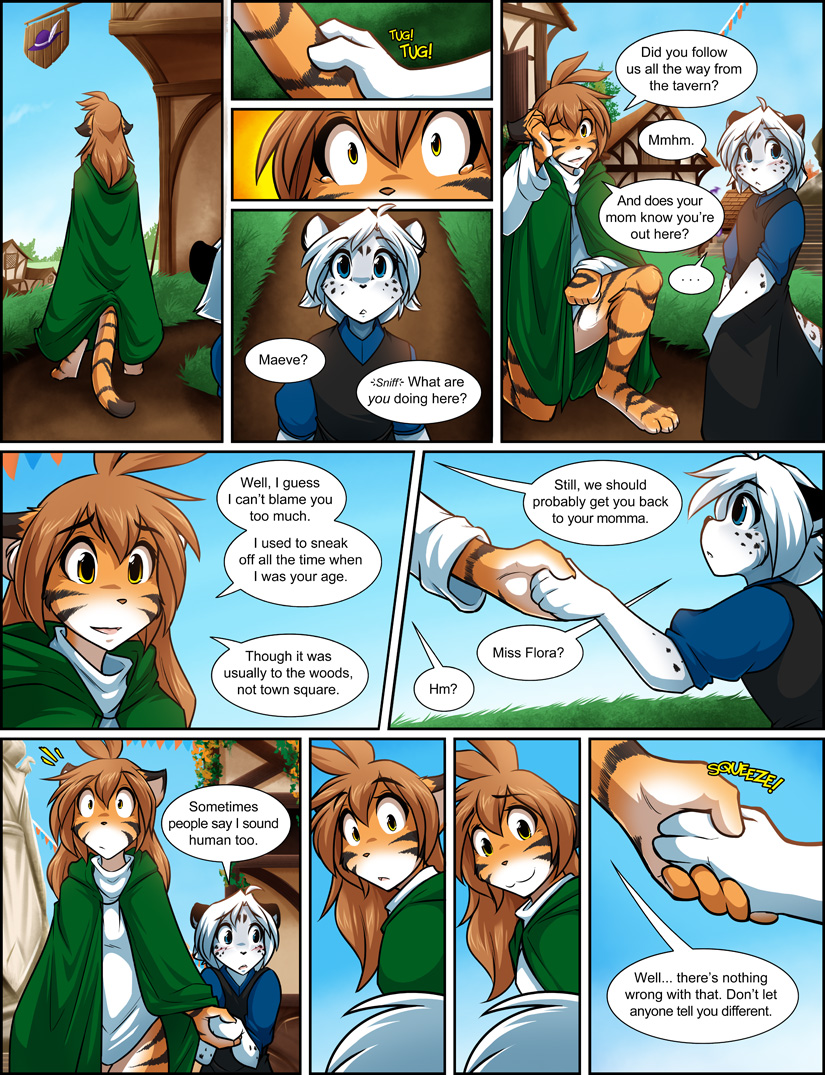 TUG!
TUG!
Maeve?
Sniff What are
you doing here?
Did you follow
us all the way from
the tavern?
Mmhm.
And does your
mom know you're
out here?
. . .
Well, I guess
I can't blame you
too much.
I used to sneak
off all the time when
I was your age.
Though it was
usually to the woods,
not town square.
Still, we should
probably get you back
to your momma.
Miss Flora?
Hm?
Sometimes
people say I sound
human too.
SQUEEZE!
Well... there's nothing
wrong with that. Don't let
anyone tell you different.